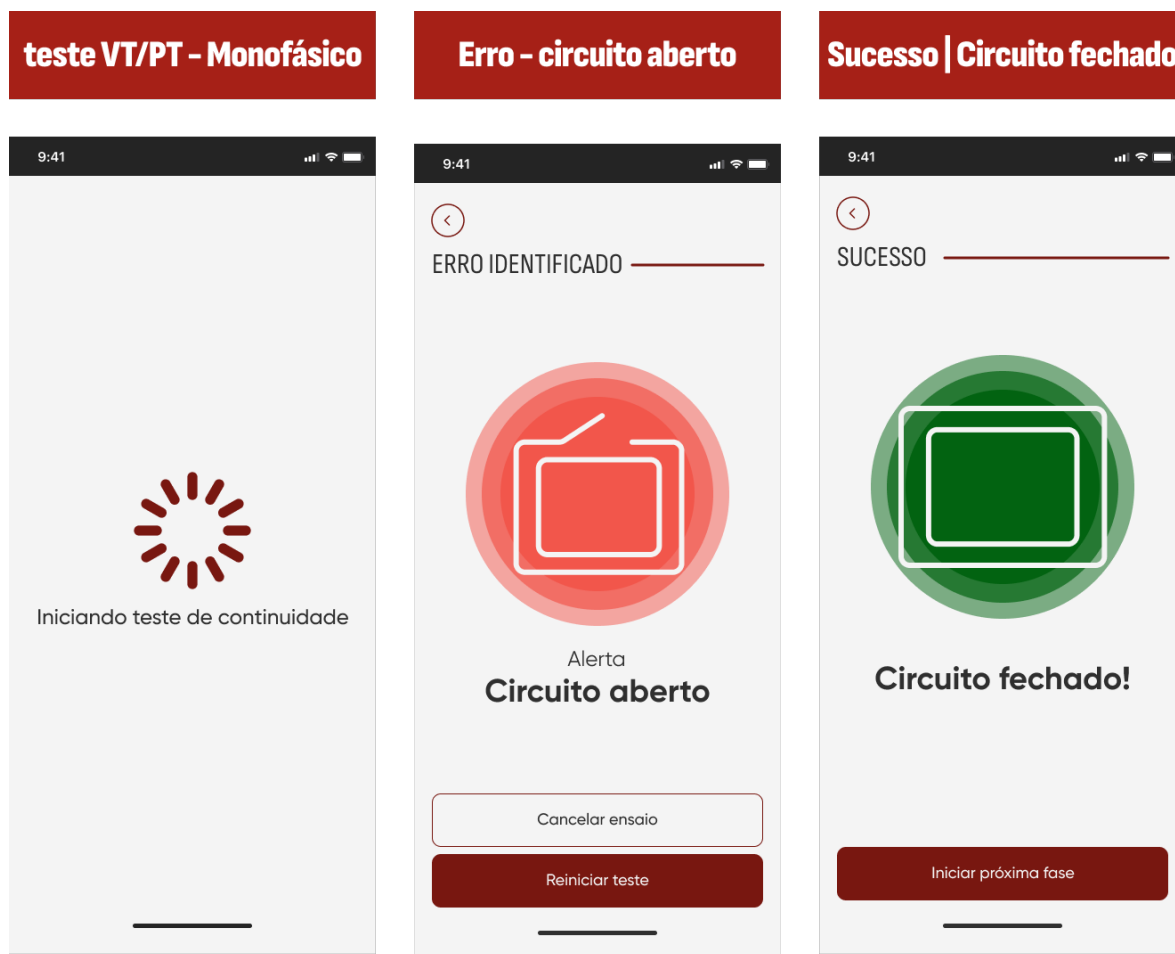 teste VT/PT - Monofásico
9:41
Iniciando teste de continuidade
Erro - circuito aberto
9:41
ERRO IDENTIFICADO
Alerta
Circuito aberto
Cancelar ensaio
Reiniciar teste
Sucesso | Circuito fechado
9:41
SUCESSO
Circuito fechado!
Iniciar próxima fase